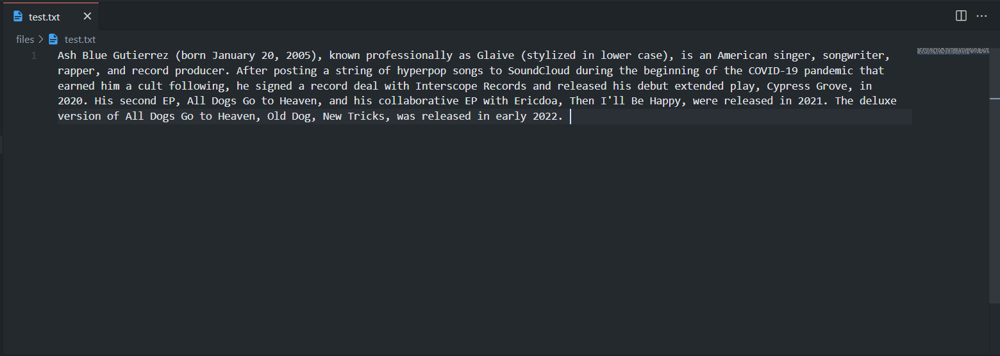 test.txt
files > test.txt
1 Ash Blue Gutierrez (born January 20, 2005), known professionally as Glaive (stylized in lower case), is an American singer, songwriter,
rapper, and record producer. After posting a string of hyperpop songs to SoundCloud during the beginning of the COVID-19 pandemic that
earned him a cult following, he signed a record deal with Interscope Records and released his debut extended play, Cypress Grove, in
2020. His second EP, All Dogs Go to Heaven, and his collaborative EP with Ericdoa, Then I'll Be Happy, were released in 2021. The deluxe
version of All Dogs Go to Heaven, Old Dog, New Tricks, was released in early 2022.